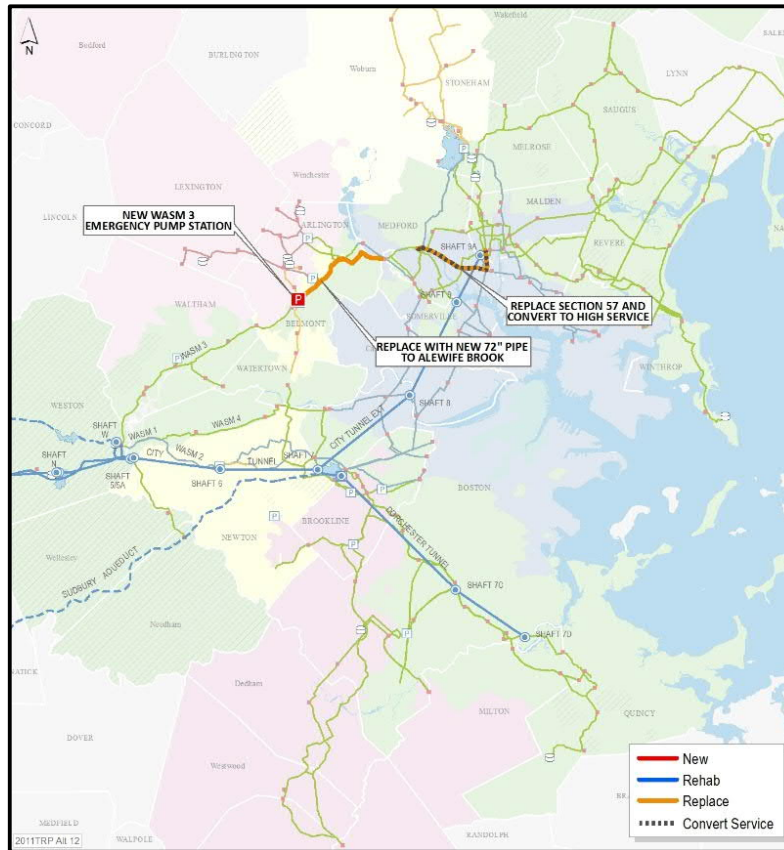 N
Bedford
BURLINGTON
Woburn
Wakefield
STONEHAM
LYNN
SAUGUS
CONCORD
MELROSE
LEXINGTON
Winchester
LINCOLN
NEW WASM 3
EMERGENCY PUMP STATION
ARLINGTON
MEDFORD
MALDEN
REVERE
SHAFT 9A
P
P
P
P
REPLACE SECTION 57 AND
CONVERT TO HIGH SERVICE
SHAFT 9
SOMERVILLE
WALTHAM
BELMONT
REPLACE WITH NEW 72" PIPE
TO ALEWIFE BROOK
WINTHROP
P
WASM 3
WATERTOWN
WESTON
SHAFT 8
SHAFT
W
WASM 1
WASM 4
CITY TUNNEL EXT
SHAFT
N
CITY
WASM 2
TUNNEL
SHAFT 7
SHAFT
5/5A
SHAFT 6
BOSTON
P
P
P
NEWTON
BROOKLINE
Wellesley
DORCHESTER TUNNEL
SUDBURY AQUEDUCT
P
SHAFT 7C
Needham
P
SHAFT 7D
Dedham
MILTON
QUINCY
DOVER
Westwood
MEDFIELD
WALPOLE
RANDOLPH
New
Rehab
Replace
Convert Service
2011TRP Alt 12